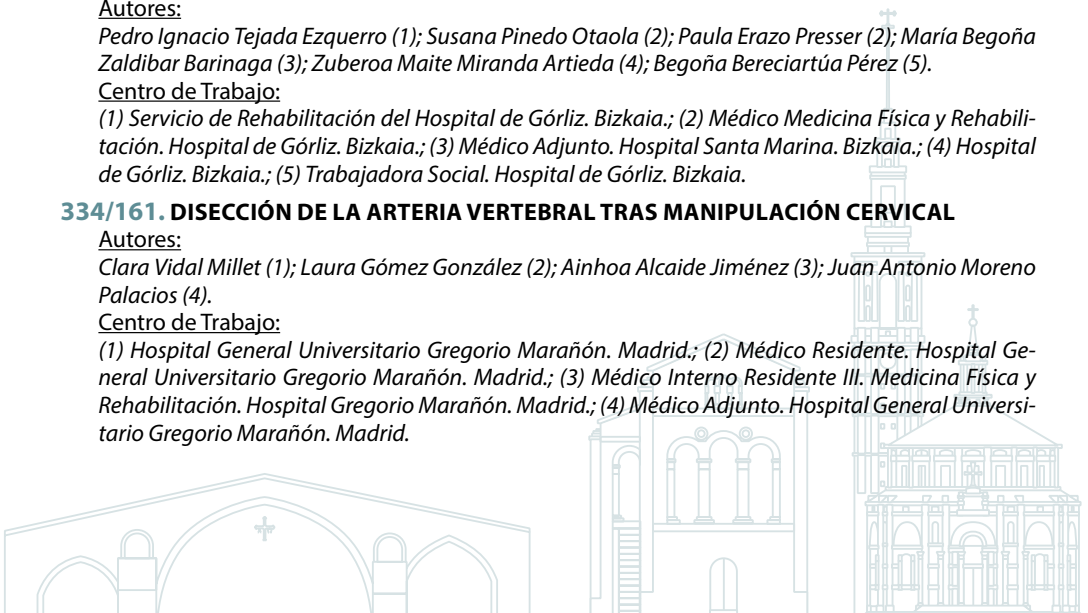 Autores:
Pedro Ignacio Tejada Ezquerro (1); Susana Pinedo Otaola (2); Paula Erazo Presser (2); María Begoña
Zaldibar Barinaga (3); Zuberoa Maite Miranda Artieda (4); Begoña Bereciartúa Pérez (5).
Centro de Trabajo:
(1) Servicio de Rehabilitación del Hospital de Górliz. Bizkaia.; (2) Médico Medicina Física y Rehabili-
tación. Hospital de Górliz. Bizkaia.; (3) Médico Adjunto. Hospital Santa Marina. Bizkaia.; (4) Hospital
de Górliz. Bizkaia.; (5) Trabajadora Social. Hospital de Górliz. Bizkaia.
334/161. DISECCIÓN DE LA ARTERIA VERTEBRAL TRAS MANIPULACIÓN CERVICAL
Autores:
Clara Vidal Millet (1); Laura Gómez González (2); Ainhoa Alcaide Jiménez (3); Juan Antonio Moreno
Palacios (4).
Centro de Trabajo:
(1) Hospital General Universitario Gregorio Marañón. Madrid.; (2) Médico Residente. Hospital Ge-
neral Universitario Gregorio Marañón. Madrid.; (3) Médico Interno Residente III. Medicina Física y
Rehabilitación. Hospital Gregorio Marañón. Madrid.; (4) Médico Adjunto. Hospital General Universi-
tario Gregorio Marañón. Madrid.